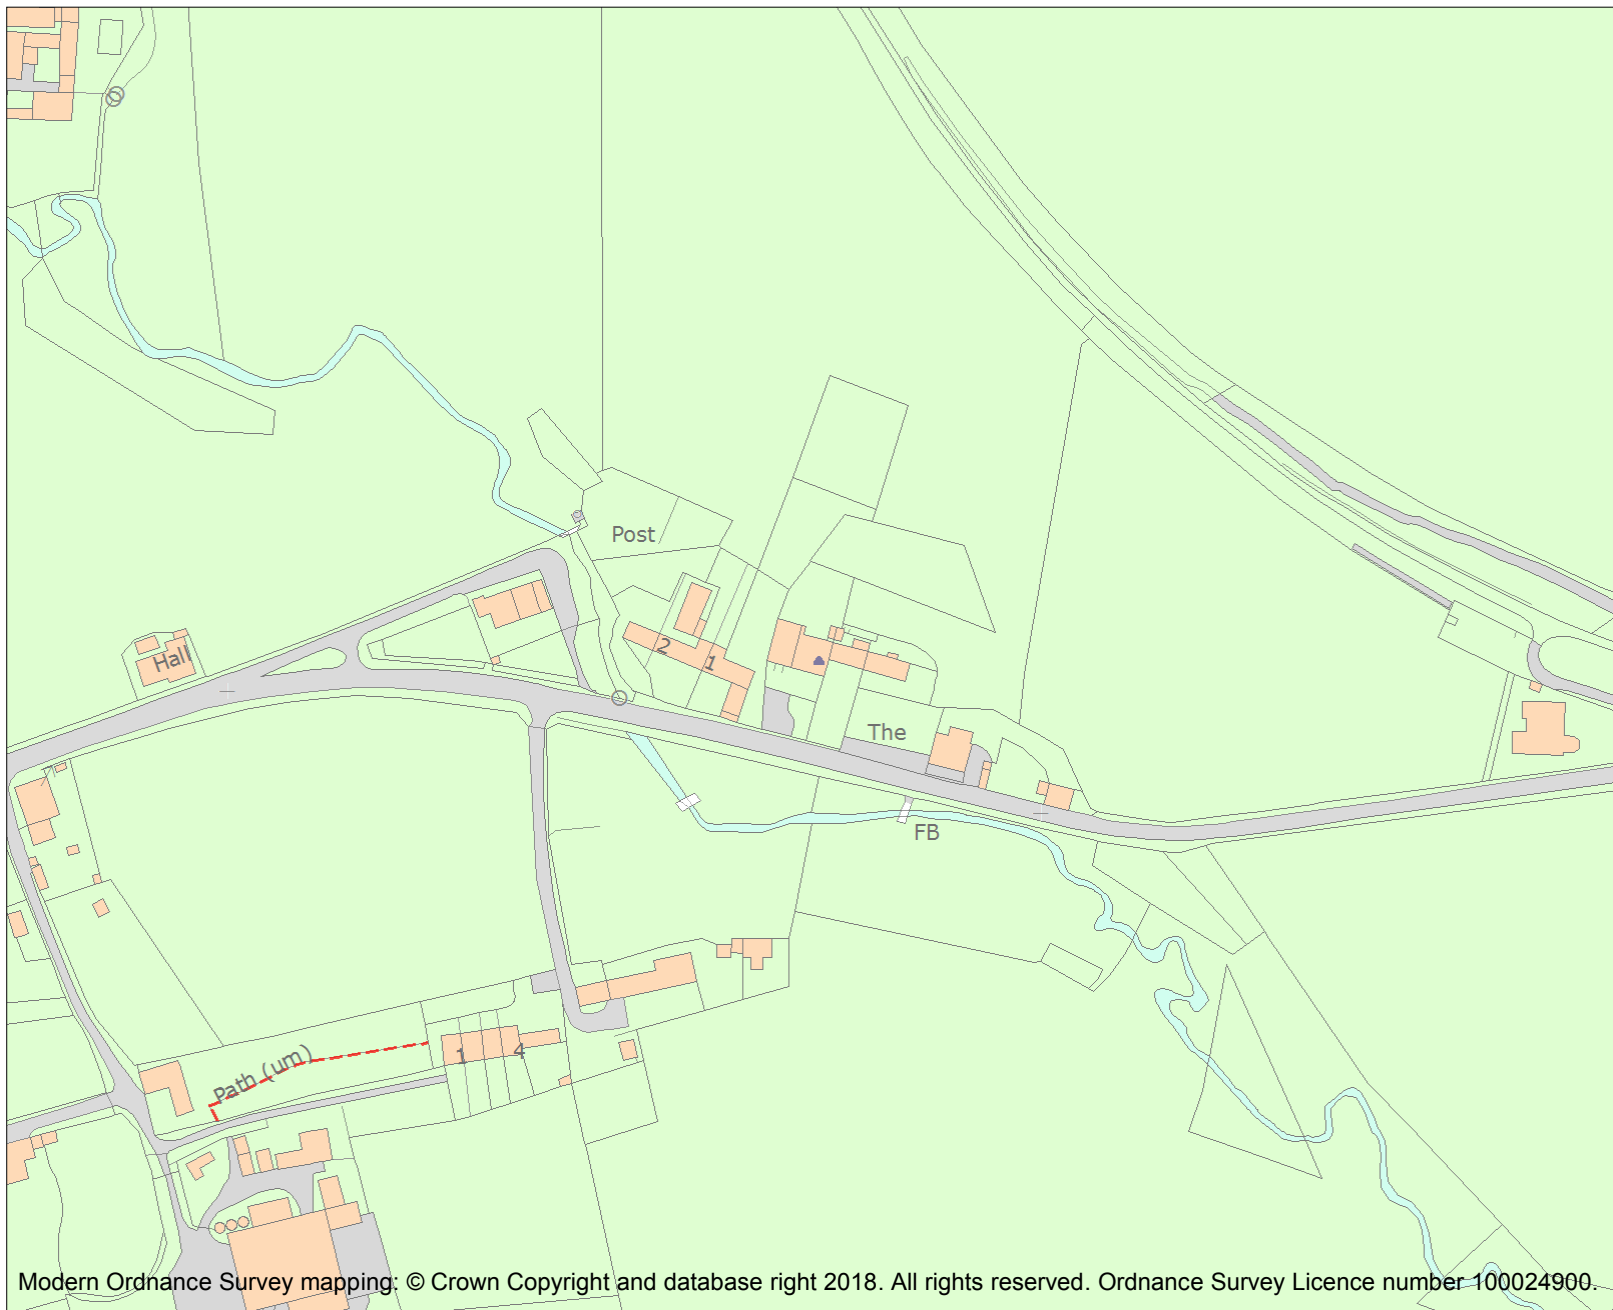 Post
2
1
Hall
The
FB
Path (um)
1
4
Modern Ordnance Survey mapping: © Crown Copyright and database right 2018. All rights reserved. Ordnance Survey Licence number 100024900.